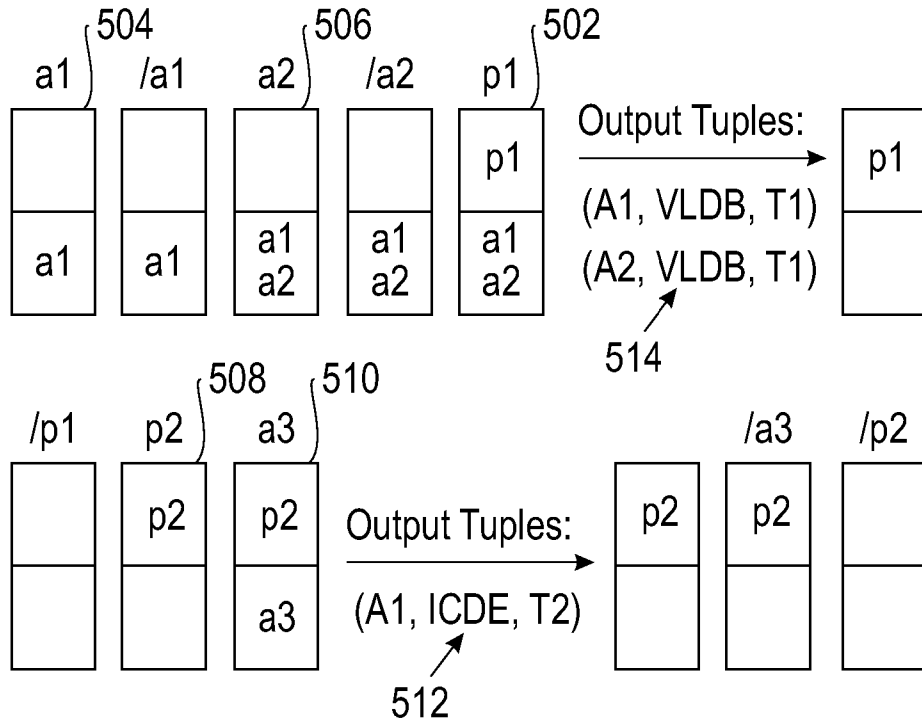 504 506 502
a1 /a1 a2 /a2 p1
Output Tuples:
p1 p1
(A1, VLDB, T1)
a1 a1 a1 a1 a1
a2 a2 a2
(A2, VLDB, T1)
514
508 510
/p1 p2 a3 /a3 /p2
p2 p2 p2 p2
Output Tuples:
a3
(A1, ICDE, T2)
512